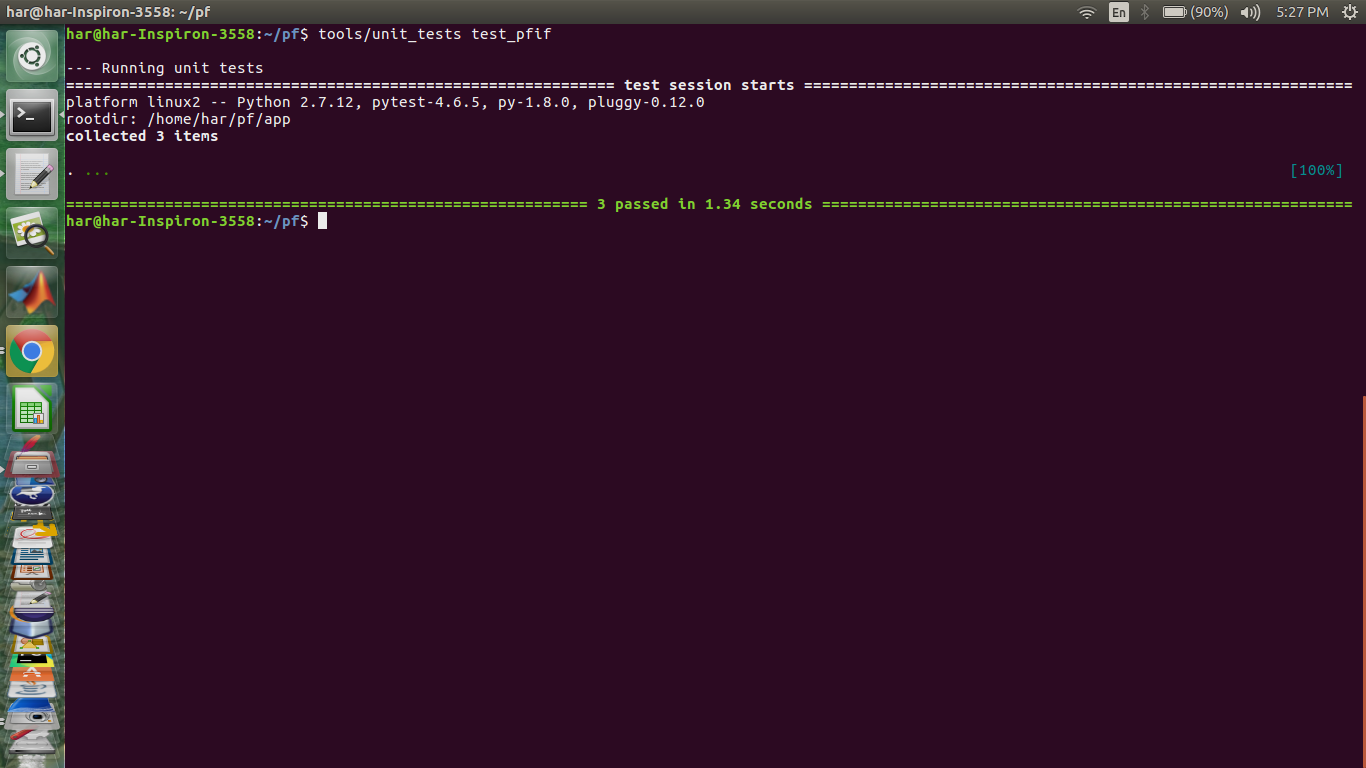 har@har-Inspiron-3558: ~/pf En (90%) 5:27 PM
har@har-Inspiron-3558:~/pf$ tools/unit_tests test_pfif
--- Running unit tests
============================================================= test session starts =============================================================
platform linux2 -- Python 2.7.12, pytest-4.6.5, py-1.8.0, pluggy-0.12.0
rootdir: /home/har/pf/app
collected 3 items
. ... [100%]
========================================================== 3 passed in 1.34 seconds ===========================================================
har@har-Inspiron-3558:~/pf$